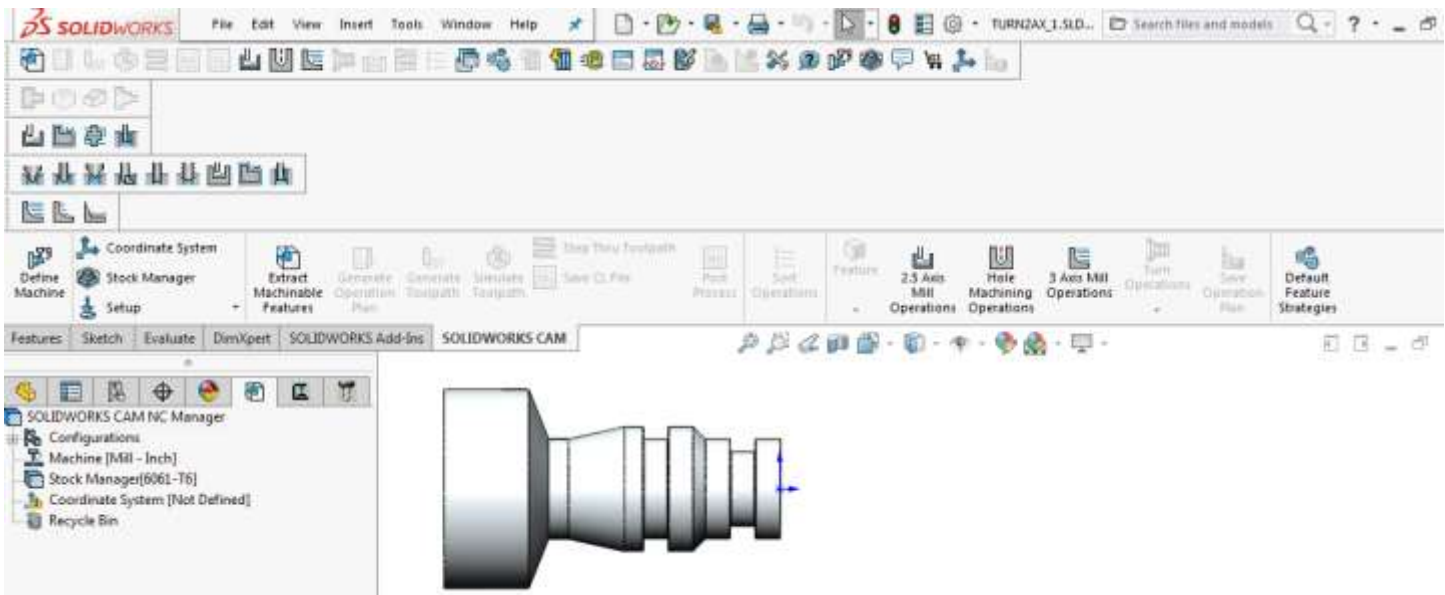 SOLIDWORKS File Edit View Insert Tools Window Help TURN2AX_1.SLD... Search files and models ?
Define Machine
Coordinate System
Stock Manager
Setup
Extract Machinable Features
Generate Operation Plan
Generate Toolpath
Simulate Toolpath
Step Thru Toolpath
Save CL File
Post Process
Sort Operations
Feature
2.5 Axis Mill Operations
Hole Machining Operations
3 Axis Mill Operations
Turn Operations
Save Operation Plan
Default Feature Strategies
Features Sketch Evaluate DimXpert SOLIDWORKS Add-Ins SOLIDWORKS CAM
SOLIDWORKS CAM NC Manager
Configurations
Machine [Mill - Inch]
Stock Manager[6061-T6]
Coordinate System [Not Defined]
Recycle Bin